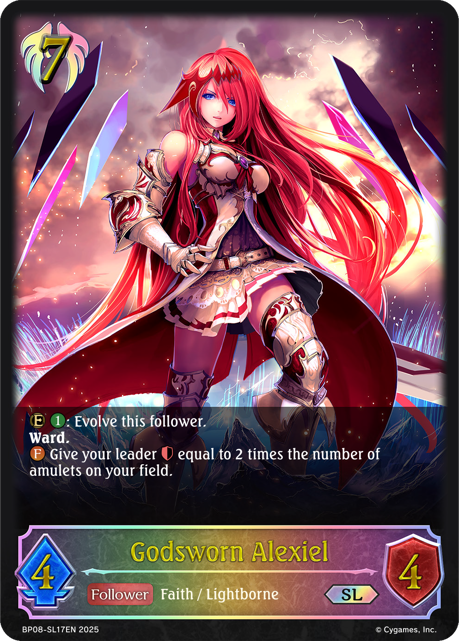 7
E 1: Evolve this follower.
Ward.
F Give your leader equal to 2 times the number of
amulets on your field.
Godsworn Alexiel
4 Follower Faith / Lightborne SL 4
BP08-SL17EN 2025 © Cygames, Inc.